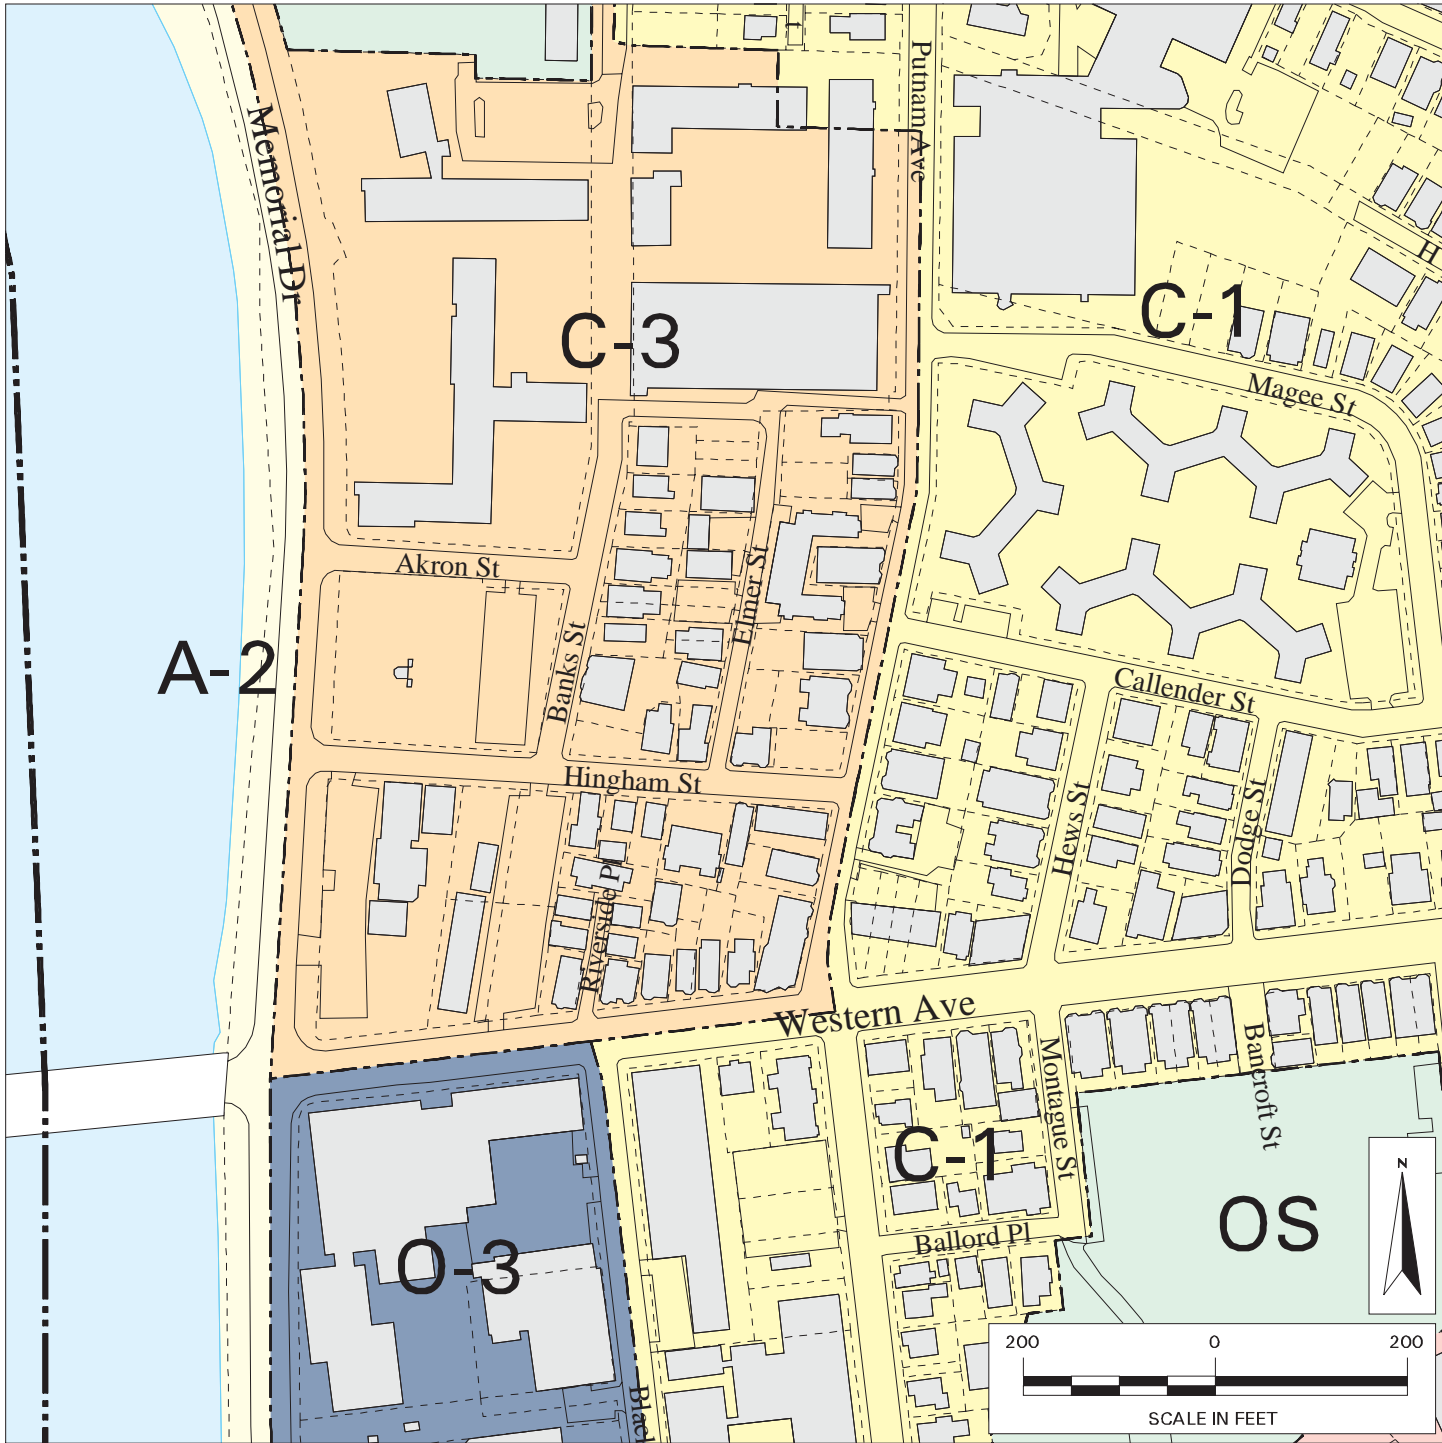 t
Putnam Ave
Memorial Dr
H
C-1
C-3
Magee St
Akron St
Elmer St
Banks St
A-2
Callender St
Hingham St
Hews St
Dodge St
Riverside Pl
Western Ave
Bancroft St
Montague St
C-1
OS
Ballord Pl
O-3
N
200 0 200
SCALE IN FEET